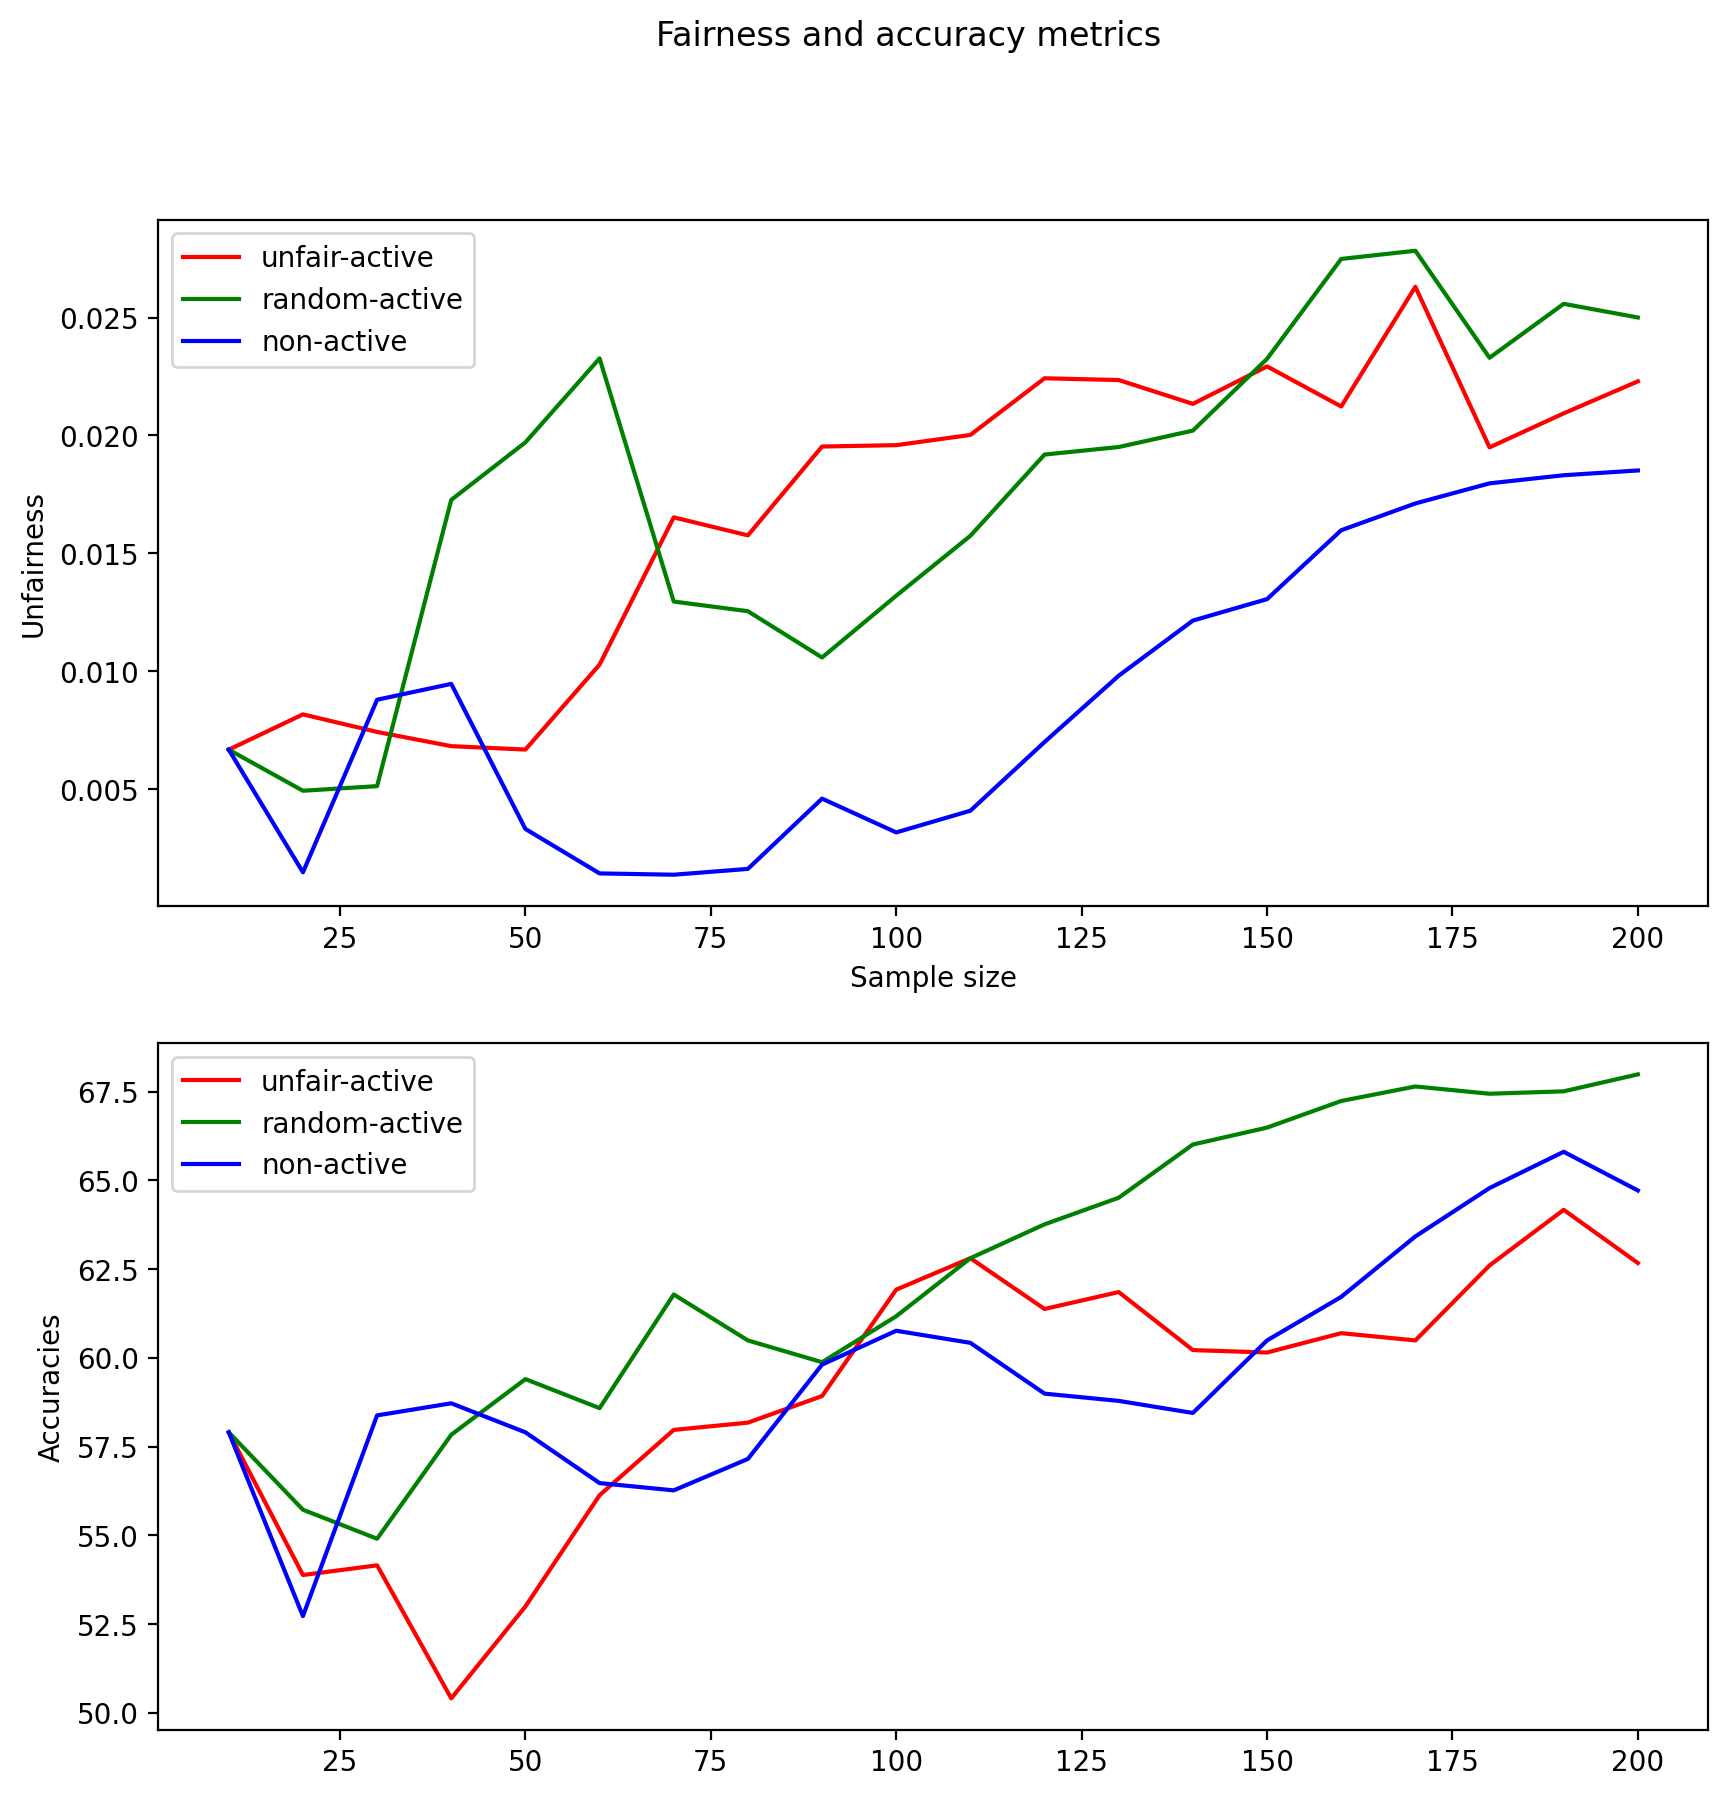 Fairness and accuracy metrics
unfair-active
random-active
non-active
0.025
0.020
0.015
0.010
0.005
Unfairness
25 50 75 100 125 150 175 200
Sample size
unfair-active
random-active
non-active
67.5
65.0
62.5
60.0
57.5
55.0
52.5
50.0
Accuracies
25 50 75 100 125 150 175 200